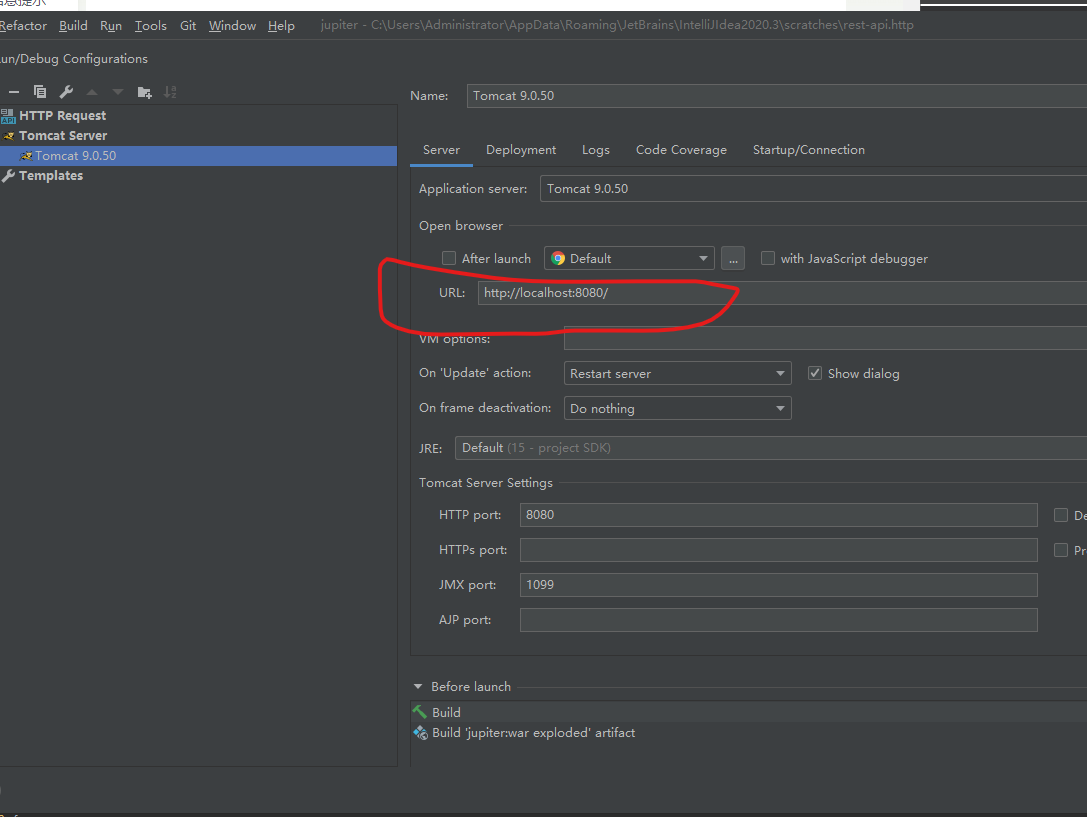 Refactor Build Run Tools Git Window Help jupiter - C:\Users\Administrator\AppData\Roaming\JetBrains\IntelliJIdea2020.3\scratches\rest-api.http
un/Debug Configurations
Name: Tomcat 9.0.50
HTTP Request
Tomcat Server
Tomcat 9.0.50
Templates
Server Deployment Logs Code Coverage Startup/Connection
Application server: Tomcat 9.0.50
Open browser
After launch Default ... with JavaScript debugger
URL: http://localhost:8080/
VM options:
On 'Update' action: Restart server Show dialog
On frame deactivation: Do nothing
JRE: Default (15 - project SDK)
Tomcat Server Settings
HTTP port: 8080 De
HTTPs port: Pr
JMX port: 1099
AJP port:
Before launch
Build
Build 'jupiter:war exploded' artifact